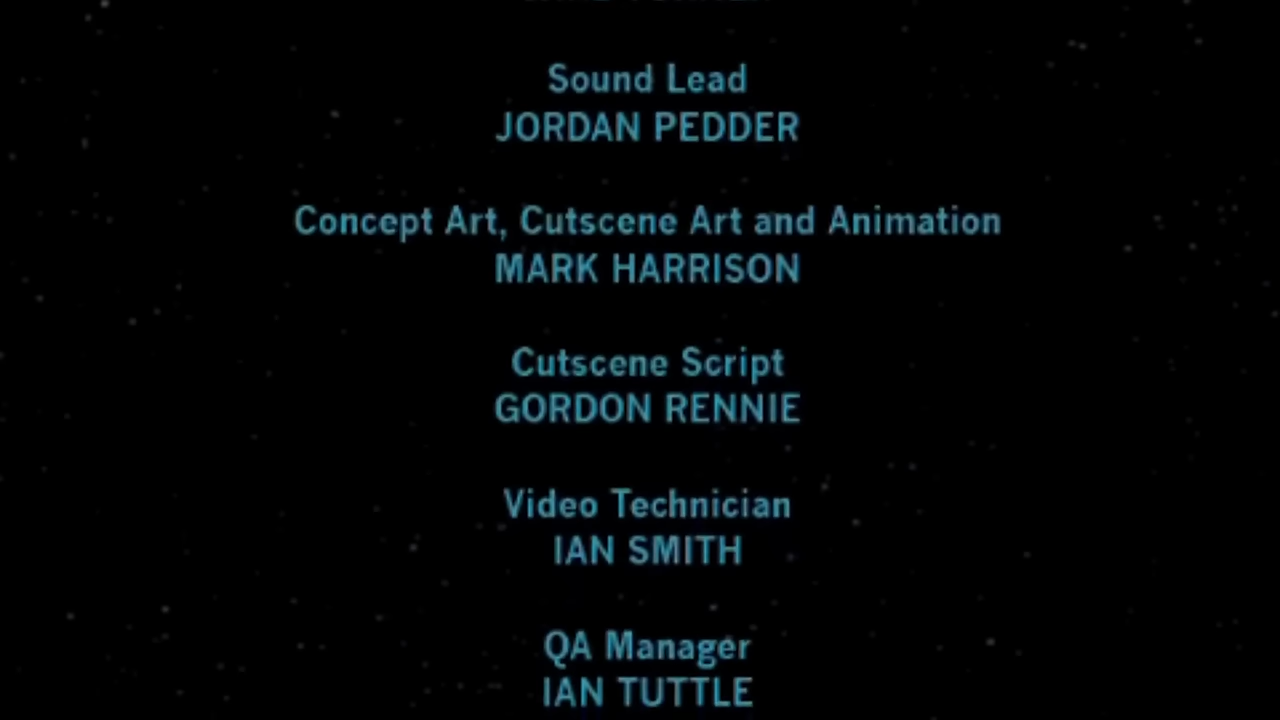 Sound Lead
JORDAN PEDDER
Concept Art, Cutscene Art and Animation
MARK HARRISON
Cutscene Script
GORDON RENNIE
Video Technician
IAN SMITH
QA Manager
IAN TUTTLE